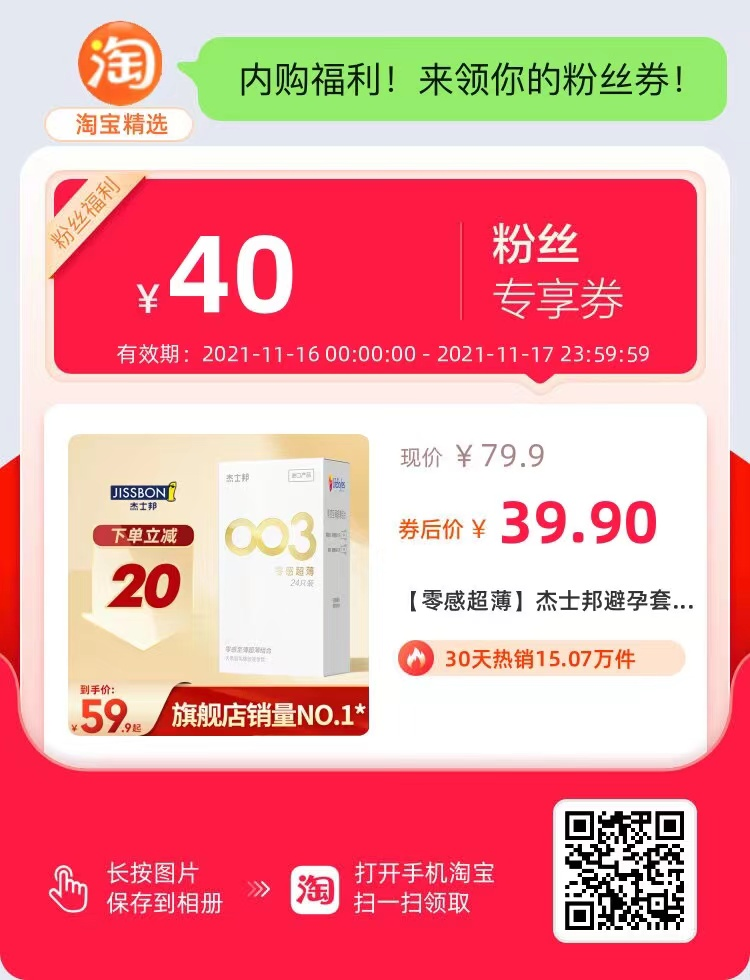 淘
淘宝精选
内购福利！来领你的粉丝券！
粉丝福利
¥40
粉丝
专享券
有效期：2021-11-16 00:00:00 - 2021-11-17 23:59:59
JISSBON
杰士邦
下单立减
20
杰士邦
进口产品
003
零感超薄
24只装
到手价：
¥59.9起
旗舰店销量NO.1*
现价 ¥79.9
券后价 ¥39.90
【零感超薄】杰士邦避孕套...
30天热销15.07万件
长按图片
保存到相册
淘
打开手机淘宝
扫一扫领取